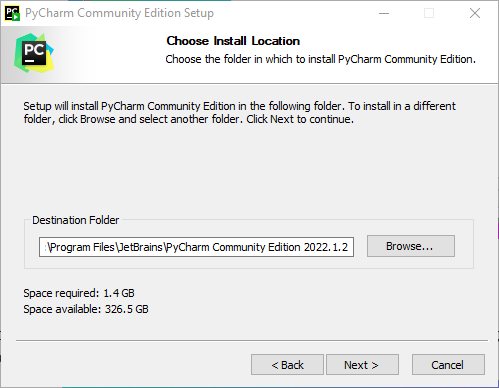 PyCharm Community Edition Setup
PC
Choose Install Location
Choose the folder in which to install PyCharm Community Edition.
Setup will install PyCharm Community Edition in the following folder. To install in a different
folder, click Browse and select another folder. Click Next to continue.
Destination Folder
:\Program Files\JetBrains\PyCharm Community Edition 2022.1.2
Browse...
Space required: 1.4 GB
Space available: 326.5 GB
< Back
Next >
Cancel